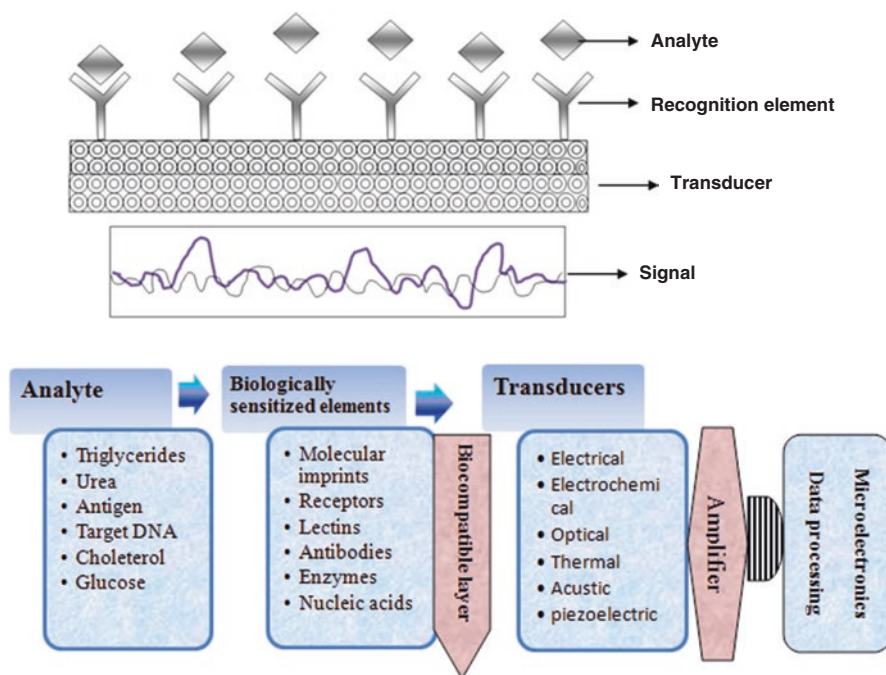 Analyte
Recognition element
Transducer
Signal
Analyte
• Triglycerides
• Urea
• Antigen
• Target DNA
• Choleterol
• Glucose
Biologically
sensitized elements
• Molecular
imprints
• Receptors
• Lectins
• Antibodies
• Enzymes
• Nucleic acids
Biocompatible layer
Transducers
• Electrical
• Electrochemi
cal
• Optical
• Thermal
• Acustic
• piezoelectric
Amplifier
Microelectronics
Data processing